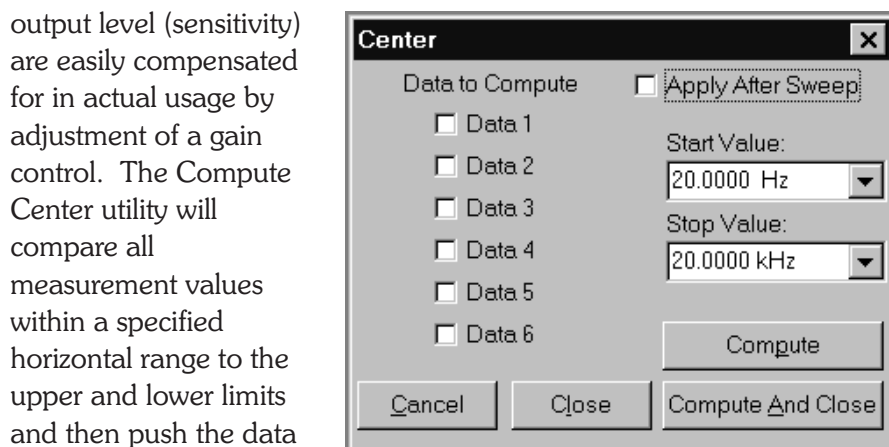 output level (sensitivity)
are easily compensated
for in actual usage by
adjustment of a gain
control. The Compute
Center utility will
compare all
measurement values
within a specified
horizontal range to the
upper and lower limits
and then push the data
Center
Data to Compute
Data 1
Data 2
Data 3
Data 4
Data 5
Data 6
Apply After Sweep
Start Value:
20.0000 Hz
Stop Value:
20.0000 kHz
Compute
Cancel
Close
Compute And Close